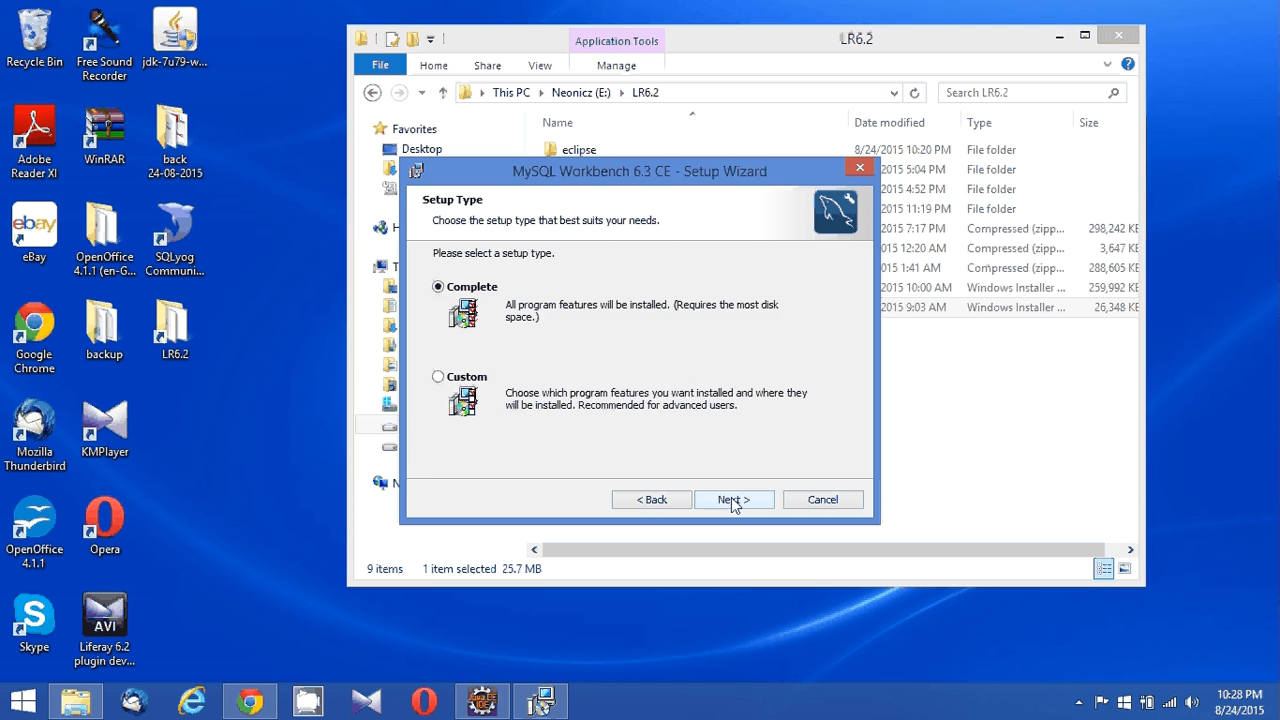 Recycle Bin
Free Sound
Recorder
jdk-7u79-w...
Adobe
Reader XI
WinRAR
back
24-08-2015
ebay
eBay
OpenOffice
4.1.1 (en-G...
SQLyog
Communi...
Google
Chrome
backup
LR6.2
Mozilla
Thunderbird
KMPlayer
OpenOffice
4.1.1
Opera
Skype
AVI
Liferay 6.2
plugin dev...
Application Tools
LR6.2
File
Home
Share
View
Manage
This PC
Neonicz (E:)
LR6.2
Search LR6.2
Favorites
Desktop
Name
Date modified
Type
Size
eclipse
8/24/2015 10:20 PM
File folder
2015 5:04 PM
File folder
2015 4:52 PM
File folder
2015 11:19 PM
File folder
2015 7:17 PM
Compressed (zipp...
298,242 KE
2015 12:20 AM
Compressed (zipp...
3,647 KE
2015 1:41 AM
Compressed (zipp...
288,605 KE
2015 10:00 AM
Windows Installer ...
259,992 KE
2015 9:03 AM
Windows Installer ...
26,348 KE
MySQL Workbench 6.3 CE - Setup Wizard
Setup Type
Choose the setup type that best suits your needs.
Please select a setup type.
Complete
All program features will be installed. (Requires the most disk
space.)
Custom
Choose which program features you want installed and where they
will be installed. Recommended for advanced users.
< Back
Next >
Cancel
9 items
1 item selected 25.7 MB
Java EE
IDE
10:28 PM
8/24/2015